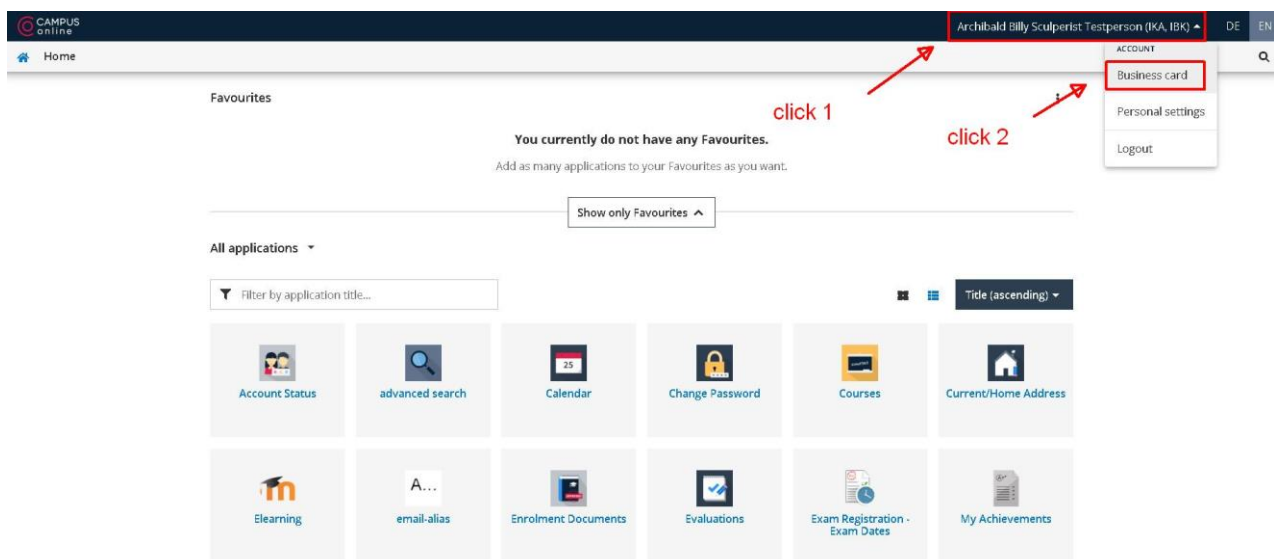 CAMPUS
online
Archibald Billy Sculperist Testperson (IKA, IBK)
DE
EN
Home
ACCOUNT
Business card
Personal settings
Logout
click 1
click 2
Favourites
You currently do not have any Favourites.
Add as many applications to your Favourites as you want.
Show only Favourites
All applications
Filter by application title...
Title (ascending)
25
Account Status
advanced search
Calendar
Change Password
Courses
Current/Home Address
A...
Elearning
email-alias
Enrolment Documents
Evaluations
Exam Registration -
Exam Dates
My Achievements